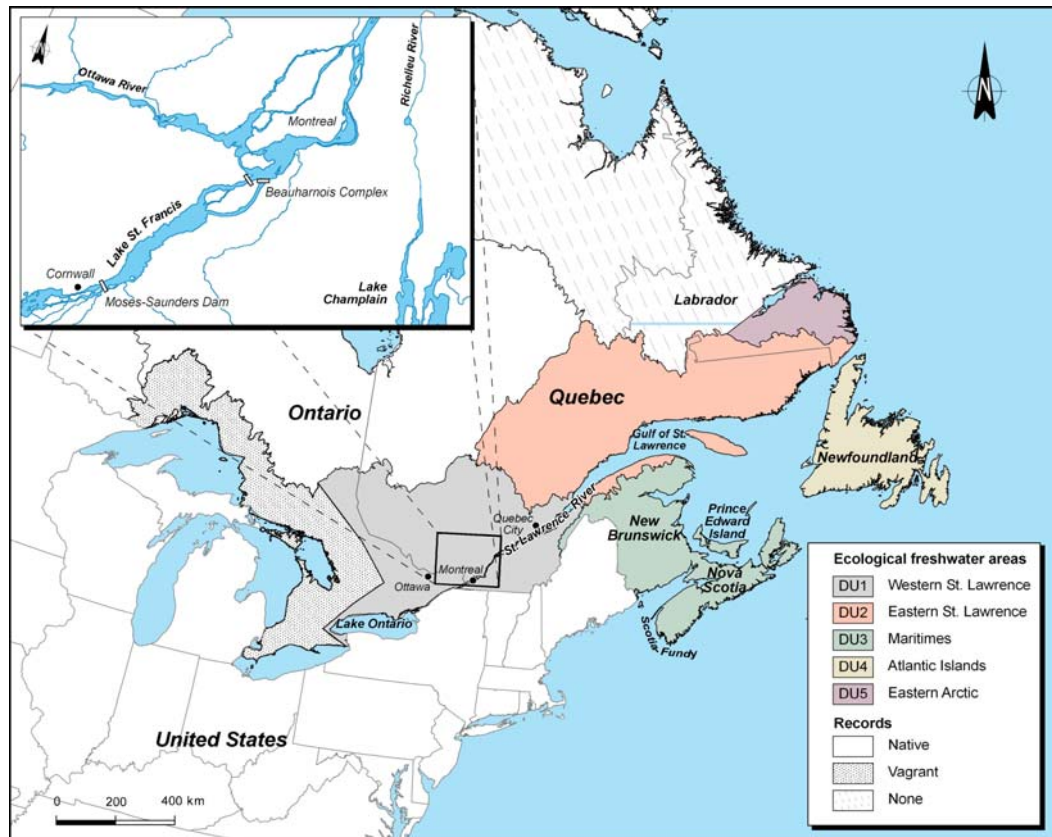 N
Ottawa River
Richelieu River
Montreal
Beauharnois Complex
Lake St. Francis
Cornwall
Moses-Saunders Dam
Lake
Champlain
N
Labrador
Ontario
Quebec
Gulf of St.
Lawrence
Newfoundland
St. Lawrence River
Quebec
City
New
Brunswick
Prince
Edward
Island
Nova
Scotia
Montreal
Ottawa
Lake Ontario
Scotia-Fundy
United States
0 200 400 km
Ecological freshwater areas
DU1 Western St. Lawrence
DU2 Eastern St. Lawrence
DU3 Maritimes
DU4 Atlantic Islands
DU5 Eastern Arctic
Records
Native
Vagrant
None